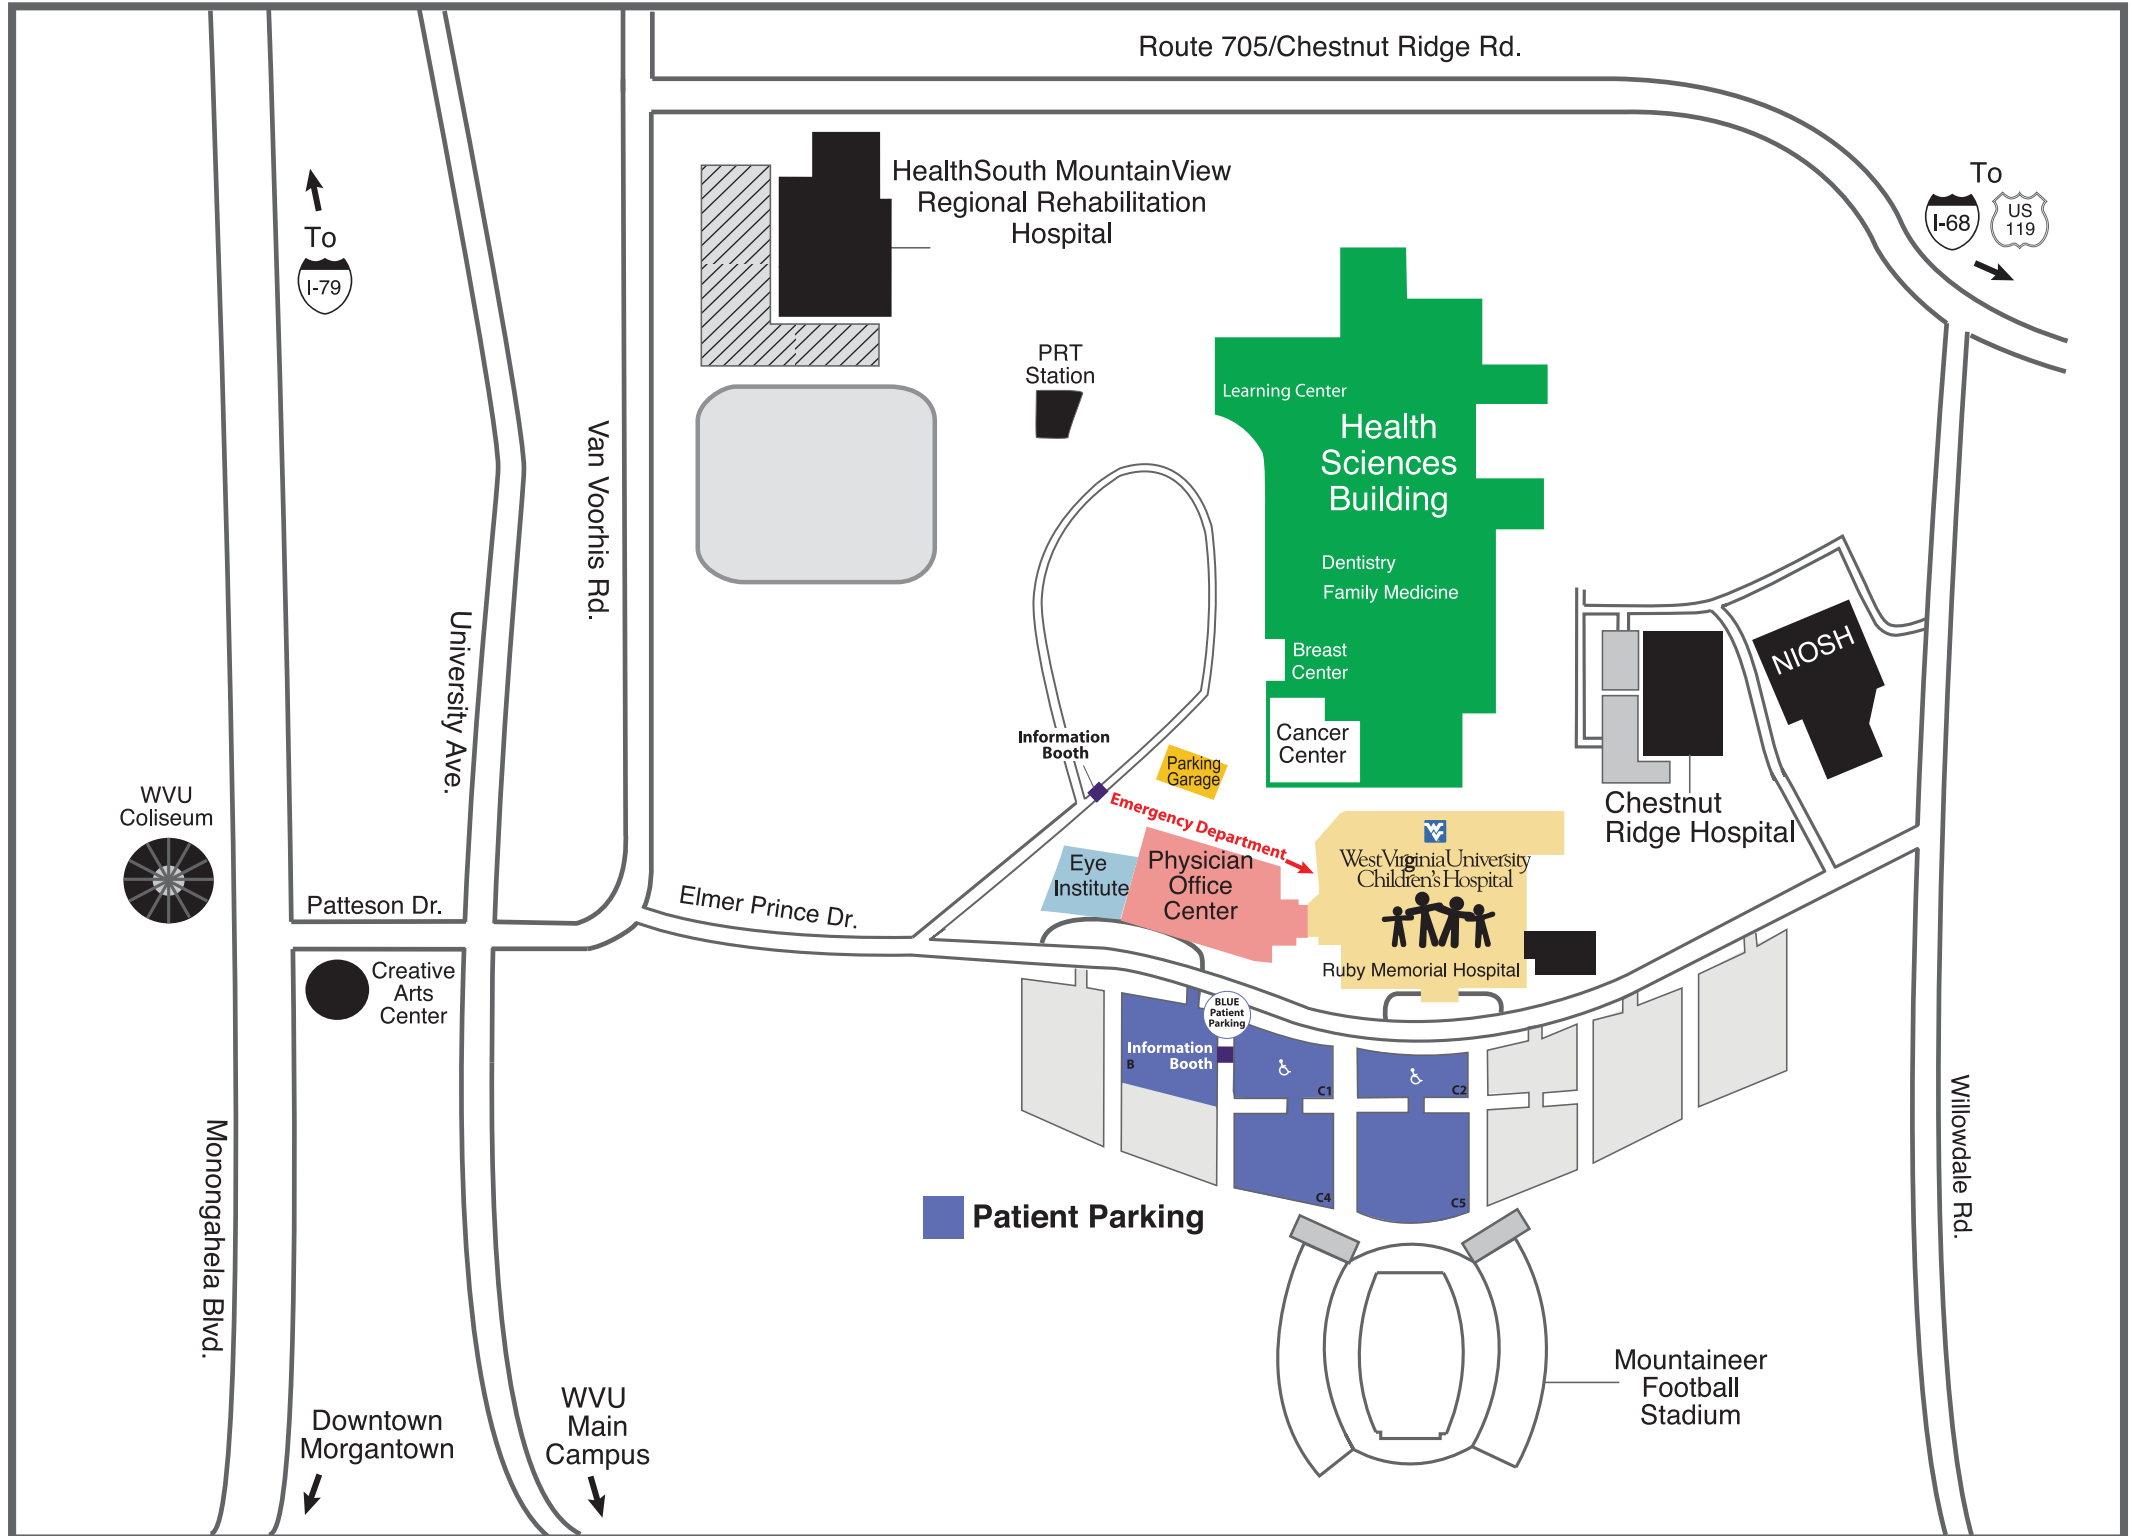 Route 705/Chestnut Ridge Rd.
HealthSouth MountainView
Regional Rehabilitation
Hospital
To
I-68
US
119
To
I-79
PRT
Station
Learning Center
Health
Sciences
Building
Dentistry
Family Medicine
Breast
Center
Cancer
Center
Van Voorhis Rd.
University Ave.
NIOSH
Information
Booth
Parking
Garage
Emergency Department
Chestnut
Ridge Hospital
WVU
Coliseum
Eye
Institute
Physician
Office
Center
WV
West Virginia University
Children's Hospital
Ruby Memorial Hospital
Patteson Dr.
Elmer Prince Dr.
Creative
Arts
Center
BLUE
Patient
Parking
Information
Booth
B
C1
C2
C4
C5
Patient Parking
Monongahela Blvd.
Willowdale Rd.
Mountaineer
Football
Stadium
WVU
Main
Campus
Downtown
Morgantown